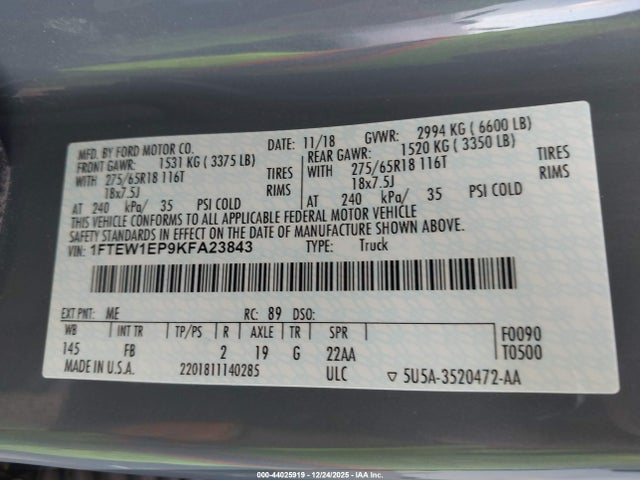 MFD. BY FORD MOTOR CO. DATE: 11/18 GVWR: 2994 KG ( 6600 LB)
FRONT GAWR: 1531 KG ( 3375 LB) REAR GAWR: 1520 KG ( 3350 LB)
WITH 275/65R18 116T TIRES WITH 275/65R18 116T TIRES
18x7.5J RIMS 18x7.5J RIMS
AT 240 kPa/ 35 PSI COLD AT 240 kPa/ 35 PSI COLD
THIS VEHICLE CONFORMS TO ALL APPLICABLE FEDERAL MOTOR VEHICLE
SAFETY STANDARDS IN EFFECT ON THE DATE OF MANUFACTURE SHOWN ABOVE.
VIN: 1FTEW1EP9KFA23843 TYPE: Truck
EXT PNT: ME RC: 89 DSO:
WB INT TR TP/PS R AXLE TR SPR F0090
145 FB 2 19 G 22AA T0500
MADE IN U.S.A. 2201811140285 ULC ▽ 5U5A-3520472-AA
000-44025919 - 12/24/2025 - IAA Inc.